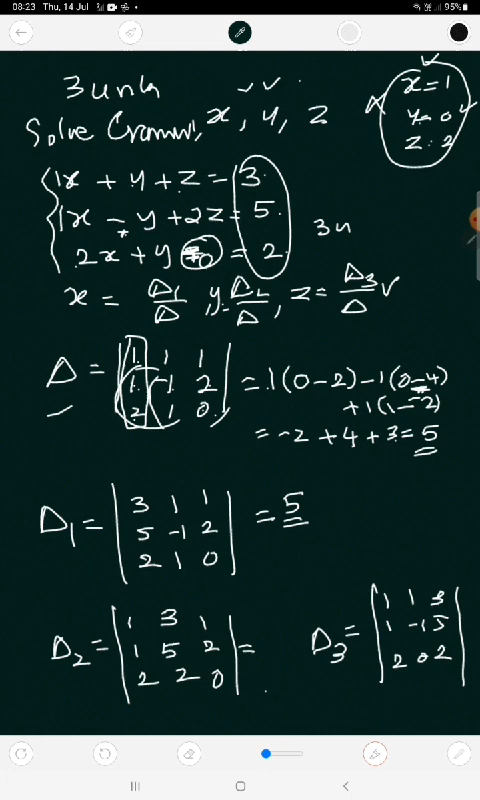 08:23 Thu, 14 Jul 95%
Solve Cramm, x, y, z
x = 1
y = 0
z = 2
1x + y + z = 3
1x - y + 2z = 5
2x + y + 0 = 2
x = Δ1/Δ, y = Δ2/Δ, z = Δ3/Δ
Δ = | 1 1 1 |
| 1 -1 2 |
| 2 1 0 |
= 1(0-2) -1(0-4)
+1(1--2)
= -2 + 4 + 3 = 5
Δ1 = | 3 1 1 |
| 5 -1 2 |
| 2 1 0 |
= 5
Δ2 = | 1 3 1 |
| 1 5 2 |
| 2 2 0 |
=
Δ3 = | 1 1 3 |
| 1 -1 5 |
| 2 0 2 |